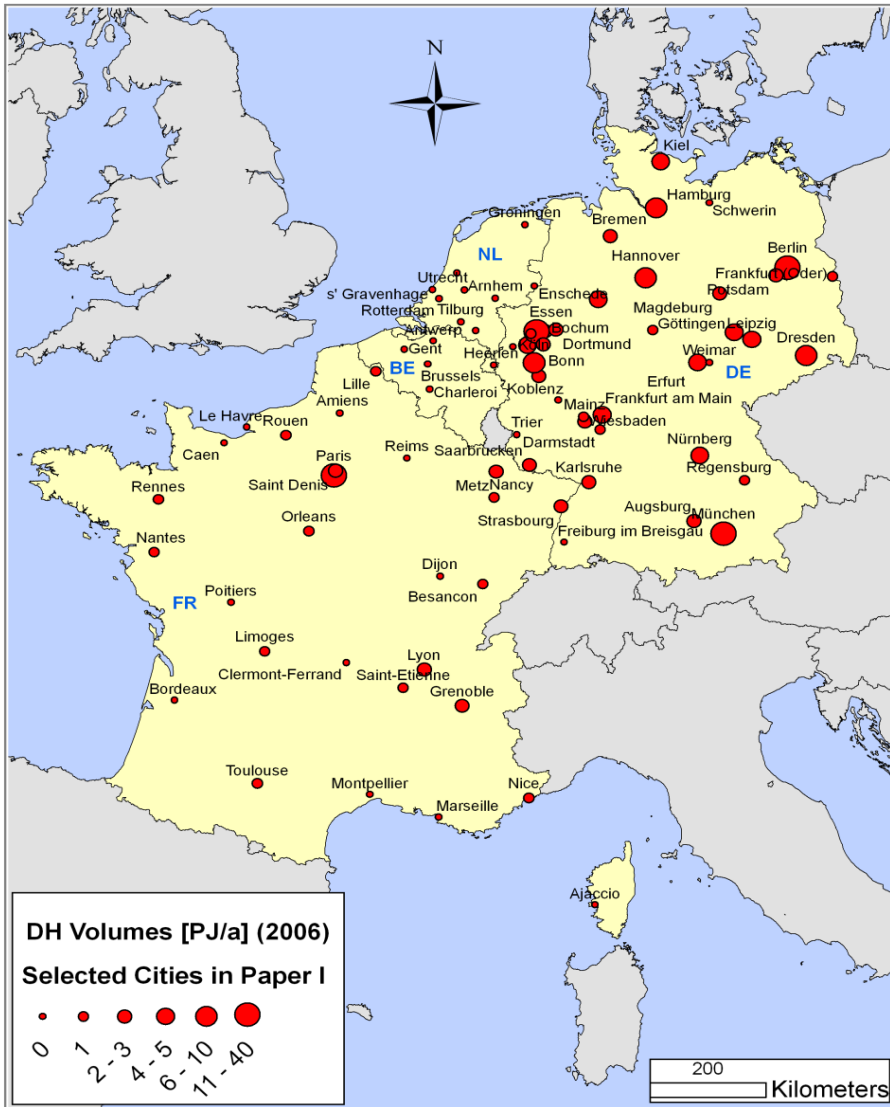 N
Kiel
Hamburg
Schwerin
Groningen
Bremen
NL
Hannover
Berlin
Utrecht
Arnhem
Frankfurt (Oder)
s' Gravenhage
Enschede
Potsdam
Rotterdam
Tilburg
Essen
Magdeburg
Antwerp
Bochum
Göttingen
Leipzig
Gent
Heerlen
Köln
Dortmund
Dresden
BE
Bonn
Weimar
DE
Lille
Brussels
Koblenz
Erfurt
Amiens
Charleroi
Mainz
Frankfurt am Main
Le Havre
Rouen
Trier
Wiesbaden
Caen
Reims
Saarbrücken
Darmstadt
Nürnberg
Paris
Karlsruhe
Regensburg
Rennes
Saint Denis
Metz
Nancy
Orleans
Strasbourg
Augsburg
München
Nantes
Freiburg im Breisgau
Dijon
Poitiers
Besancon
FR
Limoges
Lyon
Clermont-Ferrand
Saint-Etienne
Bordeaux
Grenoble
Toulouse
Montpellier
Nice
Marseille
Ajaccio
DH Volumes [PJ/a] (2006)
Selected Cities in Paper I
0
1
2 - 3
4 - 5
6 - 10
11 - 40
200
Kilometers